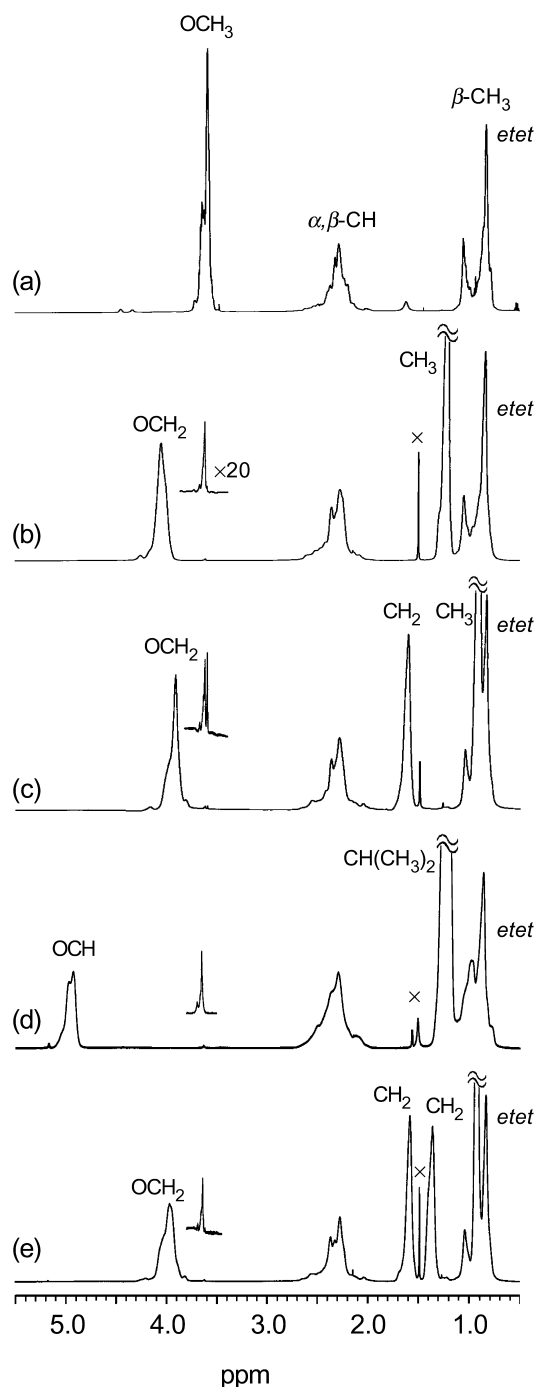 OCH3
β-CH3
etet
α,β-CH
(a)
CH3
etet
OCH2
×
×20
(b)
CH2 CH3
etet
OCH2
(c)
CH(CH3)2
etet
OCH
×
(d)
CH2 CH2
etet
×
OCH2
(e)
5.0 4.0 3.0 2.0 1.0
ppm